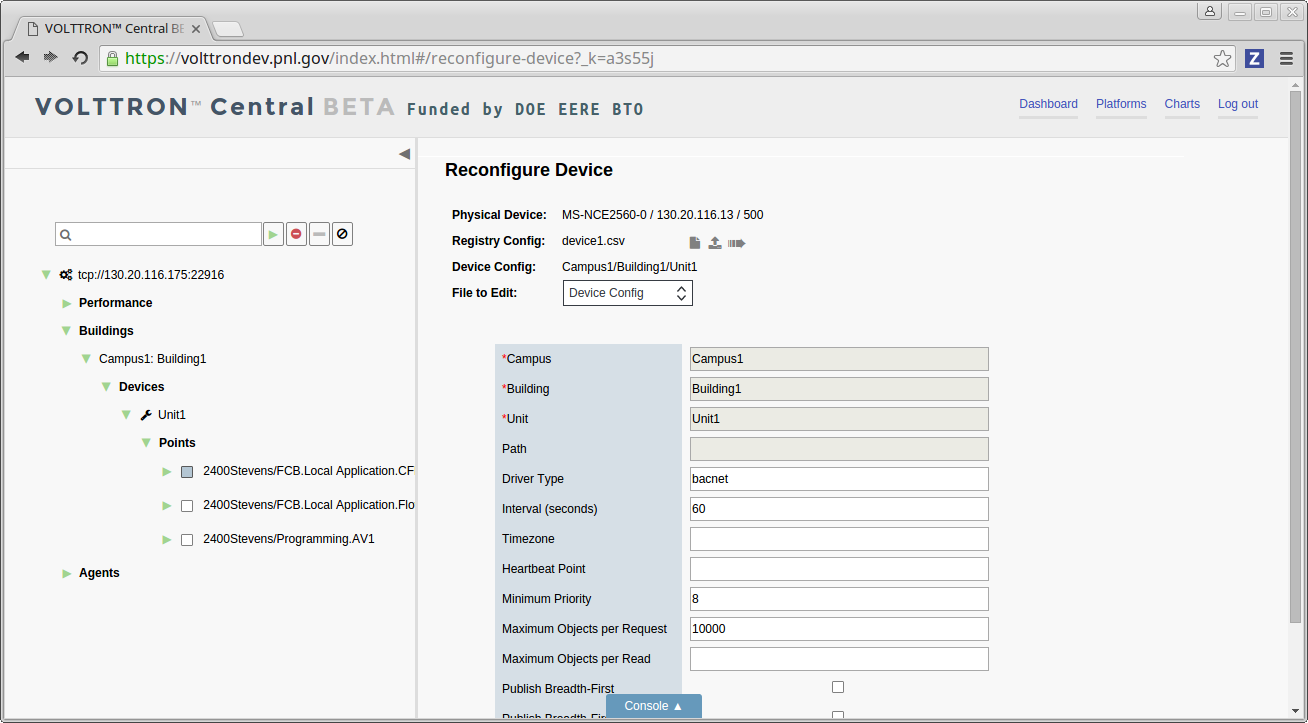 VOLTTRON™ Central BE
https://volttrondev.pnl.gov/index.html#/reconfigure-device?_k=a3s55j
Z
VOLTTRON™ Central BETA Funded by DOE EERE BTO
Dashboard Platforms Charts Log out
Reconfigure Device
Physical Device: MS-NCE2560-0 / 130.20.116.13 / 500
Registry Config: device1.csv
Device Config: Campus1/Building1/Unit1
File to Edit: Device Config
tcp://130.20.116.175:22916
Performance
Buildings
Campus1: Building1
Devices
Unit1
Points
2400Stevens/FCB.Local Application.CF
2400Stevens/FCB.Local Application.Flo
2400Stevens/Programming.AV1
Agents
*Campus Campus1
*Building Building1
*Unit Unit1
Path
Driver Type bacnet
Interval (seconds) 60
Timezone
Heartbeat Point
Minimum Priority 8
Maximum Objects per Request 10000
Maximum Objects per Read
Publish Breadth-First
Console ▲